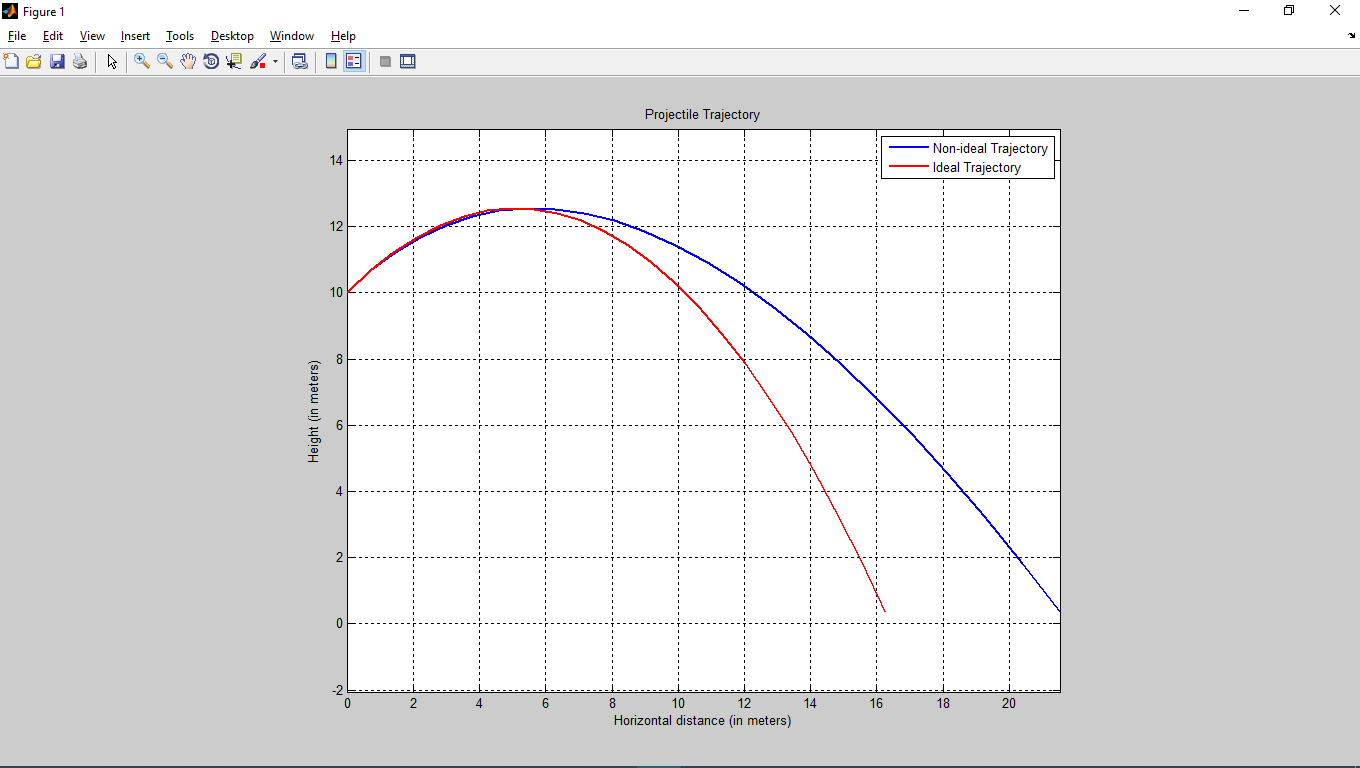 Figure 1
File Edit View Insert Tools Desktop Window Help
Projectile Trajectory
Non-ideal Trajectory
Ideal Trajectory
14
12
10
8
6
4
2
0
-2
Height (in meters)
0 2 4 6 8 10 12 14 16 18 20
Horizontal distance (in meters)